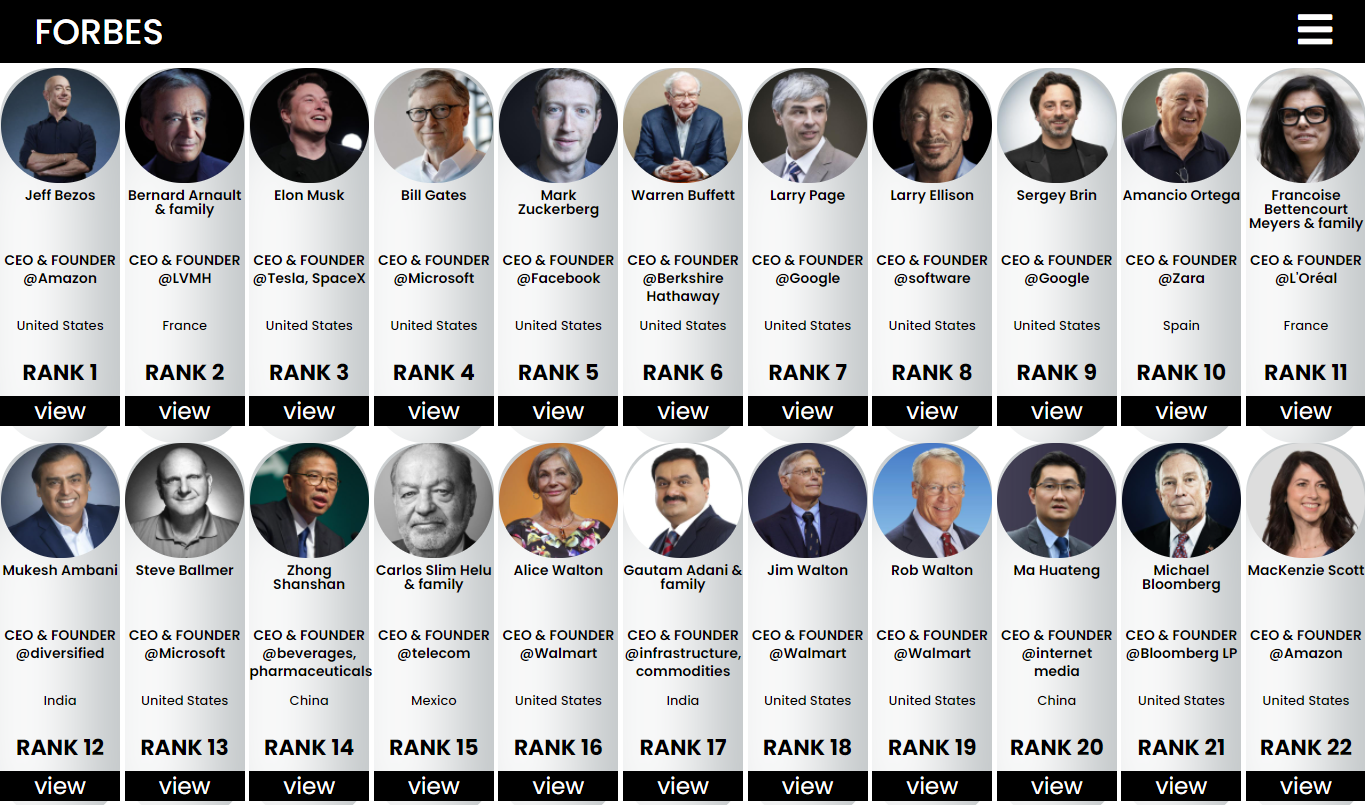 FORBES
Jeff Bezos
CEO & FOUNDER
@Amazon
United States
RANK 1
view
Bernard Arnault
& family
CEO & FOUNDER
@LVMH
France
RANK 2
view
Elon Musk
CEO & FOUNDER
@Tesla, SpaceX
United States
RANK 3
view
Bill Gates
CEO & FOUNDER
@Microsoft
United States
RANK 4
view
Mark
Zuckerberg
CEO & FOUNDER
@Facebook
United States
RANK 5
view
Warren Buffett
CEO & FOUNDER
@Berkshire
Hathaway
United States
RANK 6
view
Larry Page
CEO & FOUNDER
@Google
United States
RANK 7
view
Larry Ellison
CEO & FOUNDER
@software
United States
RANK 8
view
Sergey Brin
CEO & FOUNDER
@Google
United States
RANK 9
view
Amancio Ortega
CEO & FOUNDER
@Zara
Spain
RANK 10
view
Francoise
Bettencourt
Meyers & family
CEO & FOUNDER
@L'Oréal
France
RANK 11
view
Mukesh Ambani
CEO & FOUNDER
@diversified
India
RANK 12
view
Steve Ballmer
CEO & FOUNDER
@Microsoft
United States
RANK 13
view
Zhong
Shanshan
CEO & FOUNDER
@beverages,
pharmaceuticals
China
RANK 14
view
Carlos Slim Helu
& family
CEO & FOUNDER
@telecom
Mexico
RANK 15
view
Alice Walton
CEO & FOUNDER
@Walmart
United States
RANK 16
view
Gautam Adani &
family
CEO & FOUNDER
@infrastructure,
commodities
India
RANK 17
view
Jim Walton
CEO & FOUNDER
@Walmart
United States
RANK 18
view
Rob Walton
CEO & FOUNDER
@Walmart
United States
RANK 19
view
Ma Huateng
CEO & FOUNDER
@internet
media
China
RANK 20
view
Michael
Bloomberg
CEO & FOUNDER
@Bloomberg LP
United States
RANK 21
view
MacKenzie Scott
CEO & FOUNDER
@Amazon
United States
RANK 22
view